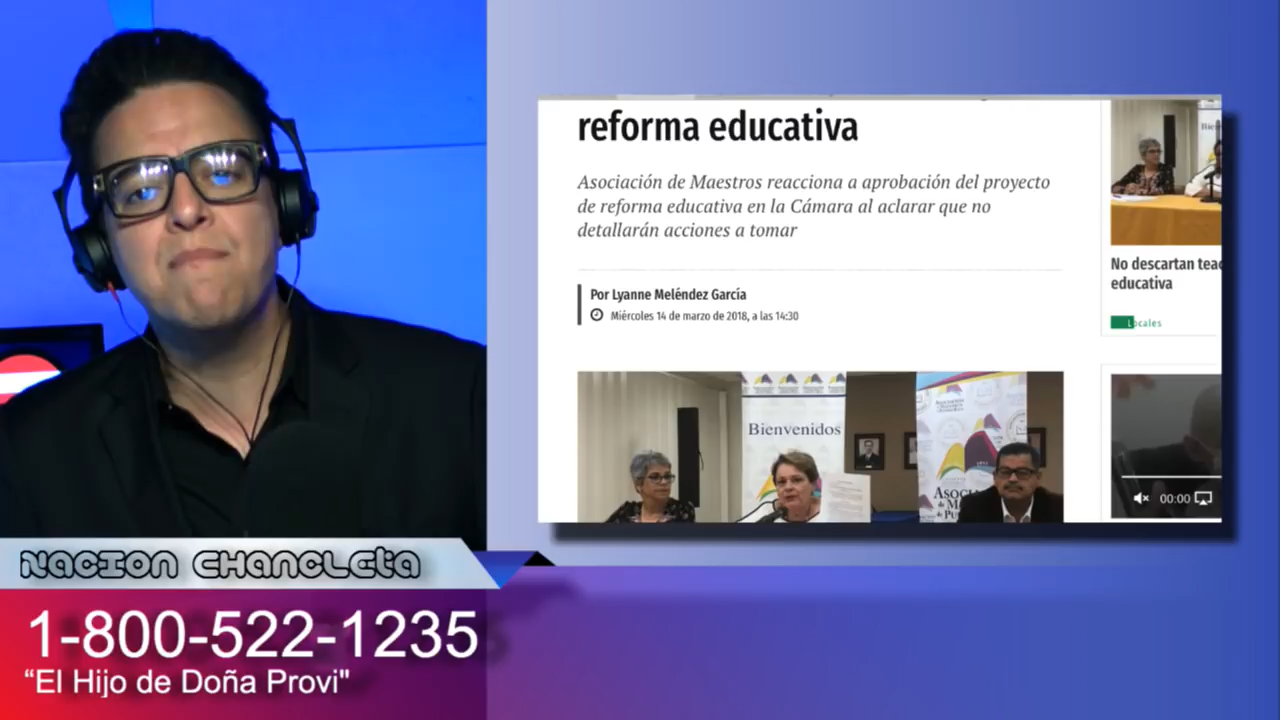 reforma educativa
Asociación de Maestros reacciona a aprobación del proyecto
de reforma educativa en la Cámara al aclarar que no
detallarán acciones a tomar
Por Lyanne Meléndez García
Miércoles 14 de marzo de 2018, a las 14:30
Bienvenidos
No descartan
educativa
Locales
00:00
NACION CHANCLETA
1-800-522-1235
“El Hijo de Doña Provi"